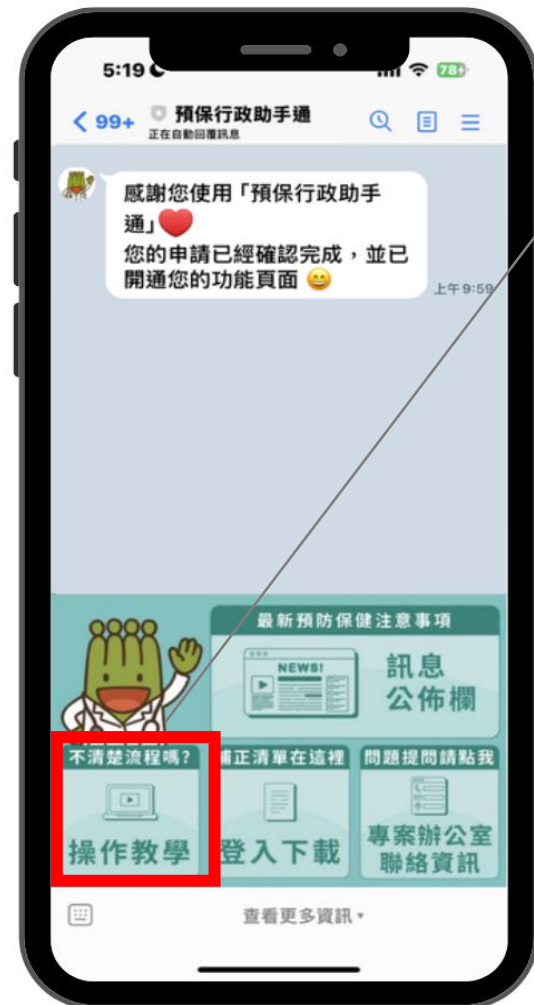 5:19
78
99+
預保行政助手通
正在自動回覆訊息
感謝您使用「預保行政助手
通」❤️
您的申請已經確認完成，並已
開通您的功能頁面 😄
上午 9:59
最新預防保健注意事項
NEWS!
訊息
公佈欄
不清楚流程嗎?
操作教學
補正清單在這裡
登入下載
問題提問請點我
專案辦公室
聯絡資訊
查看更多資訊